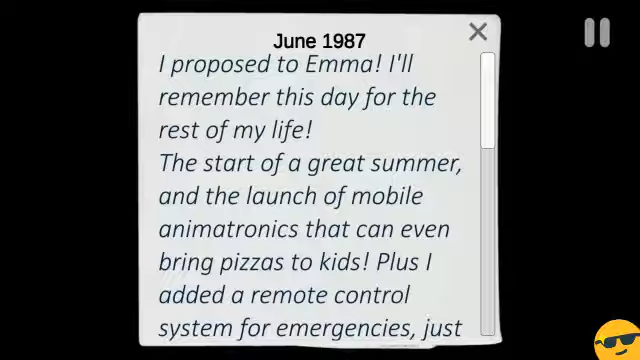 June 1987
I proposed to Emma! I'll
remember this day for the
rest of my life!
The start of a great summer,
and the launch of mobile
animatronics that can even
bring pizzas to kids! Plus I
added a remote control
system for emergencies, just